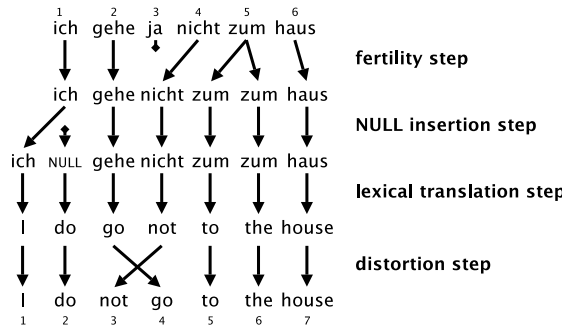 1 2 3 4 5 6
ich gehe ja nicht zum haus
fertility step
ich gehe nicht zum zum haus
NULL insertion step
ich NULL gehe nicht zum zum haus
lexical translation step
I do go not to the house
distortion step
I do not go to the house
1 2 3 4 5 6 7